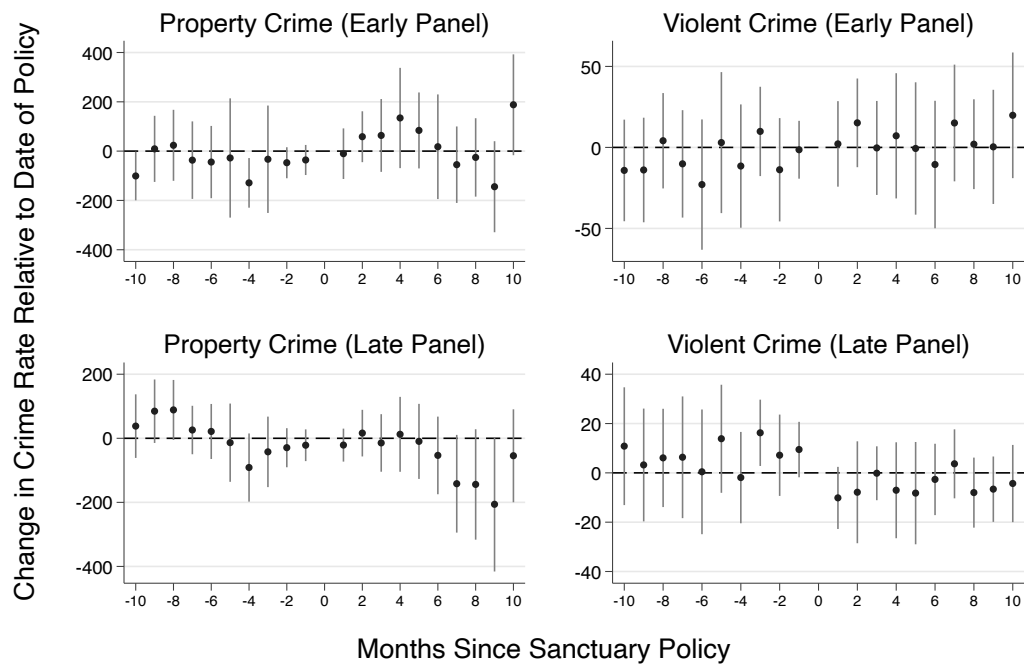 Change in Crime Rate Relative to Date of Policy
Property Crime (Early Panel)
400
200
0
-200
-400
-10 -8 -6 -4 -2 0 2 4 6 8 10
Violent Crime (Early Panel)
50
0
-50
-10 -8 -6 -4 -2 0 2 4 6 8 10
Property Crime (Late Panel)
200
0
-200
-400
-10 -8 -6 -4 -2 0 2 4 6 8 10
Violent Crime (Late Panel)
40
20
0
-20
-40
-10 -8 -6 -4 -2 0 2 4 6 8 10
Months Since Sanctuary Policy